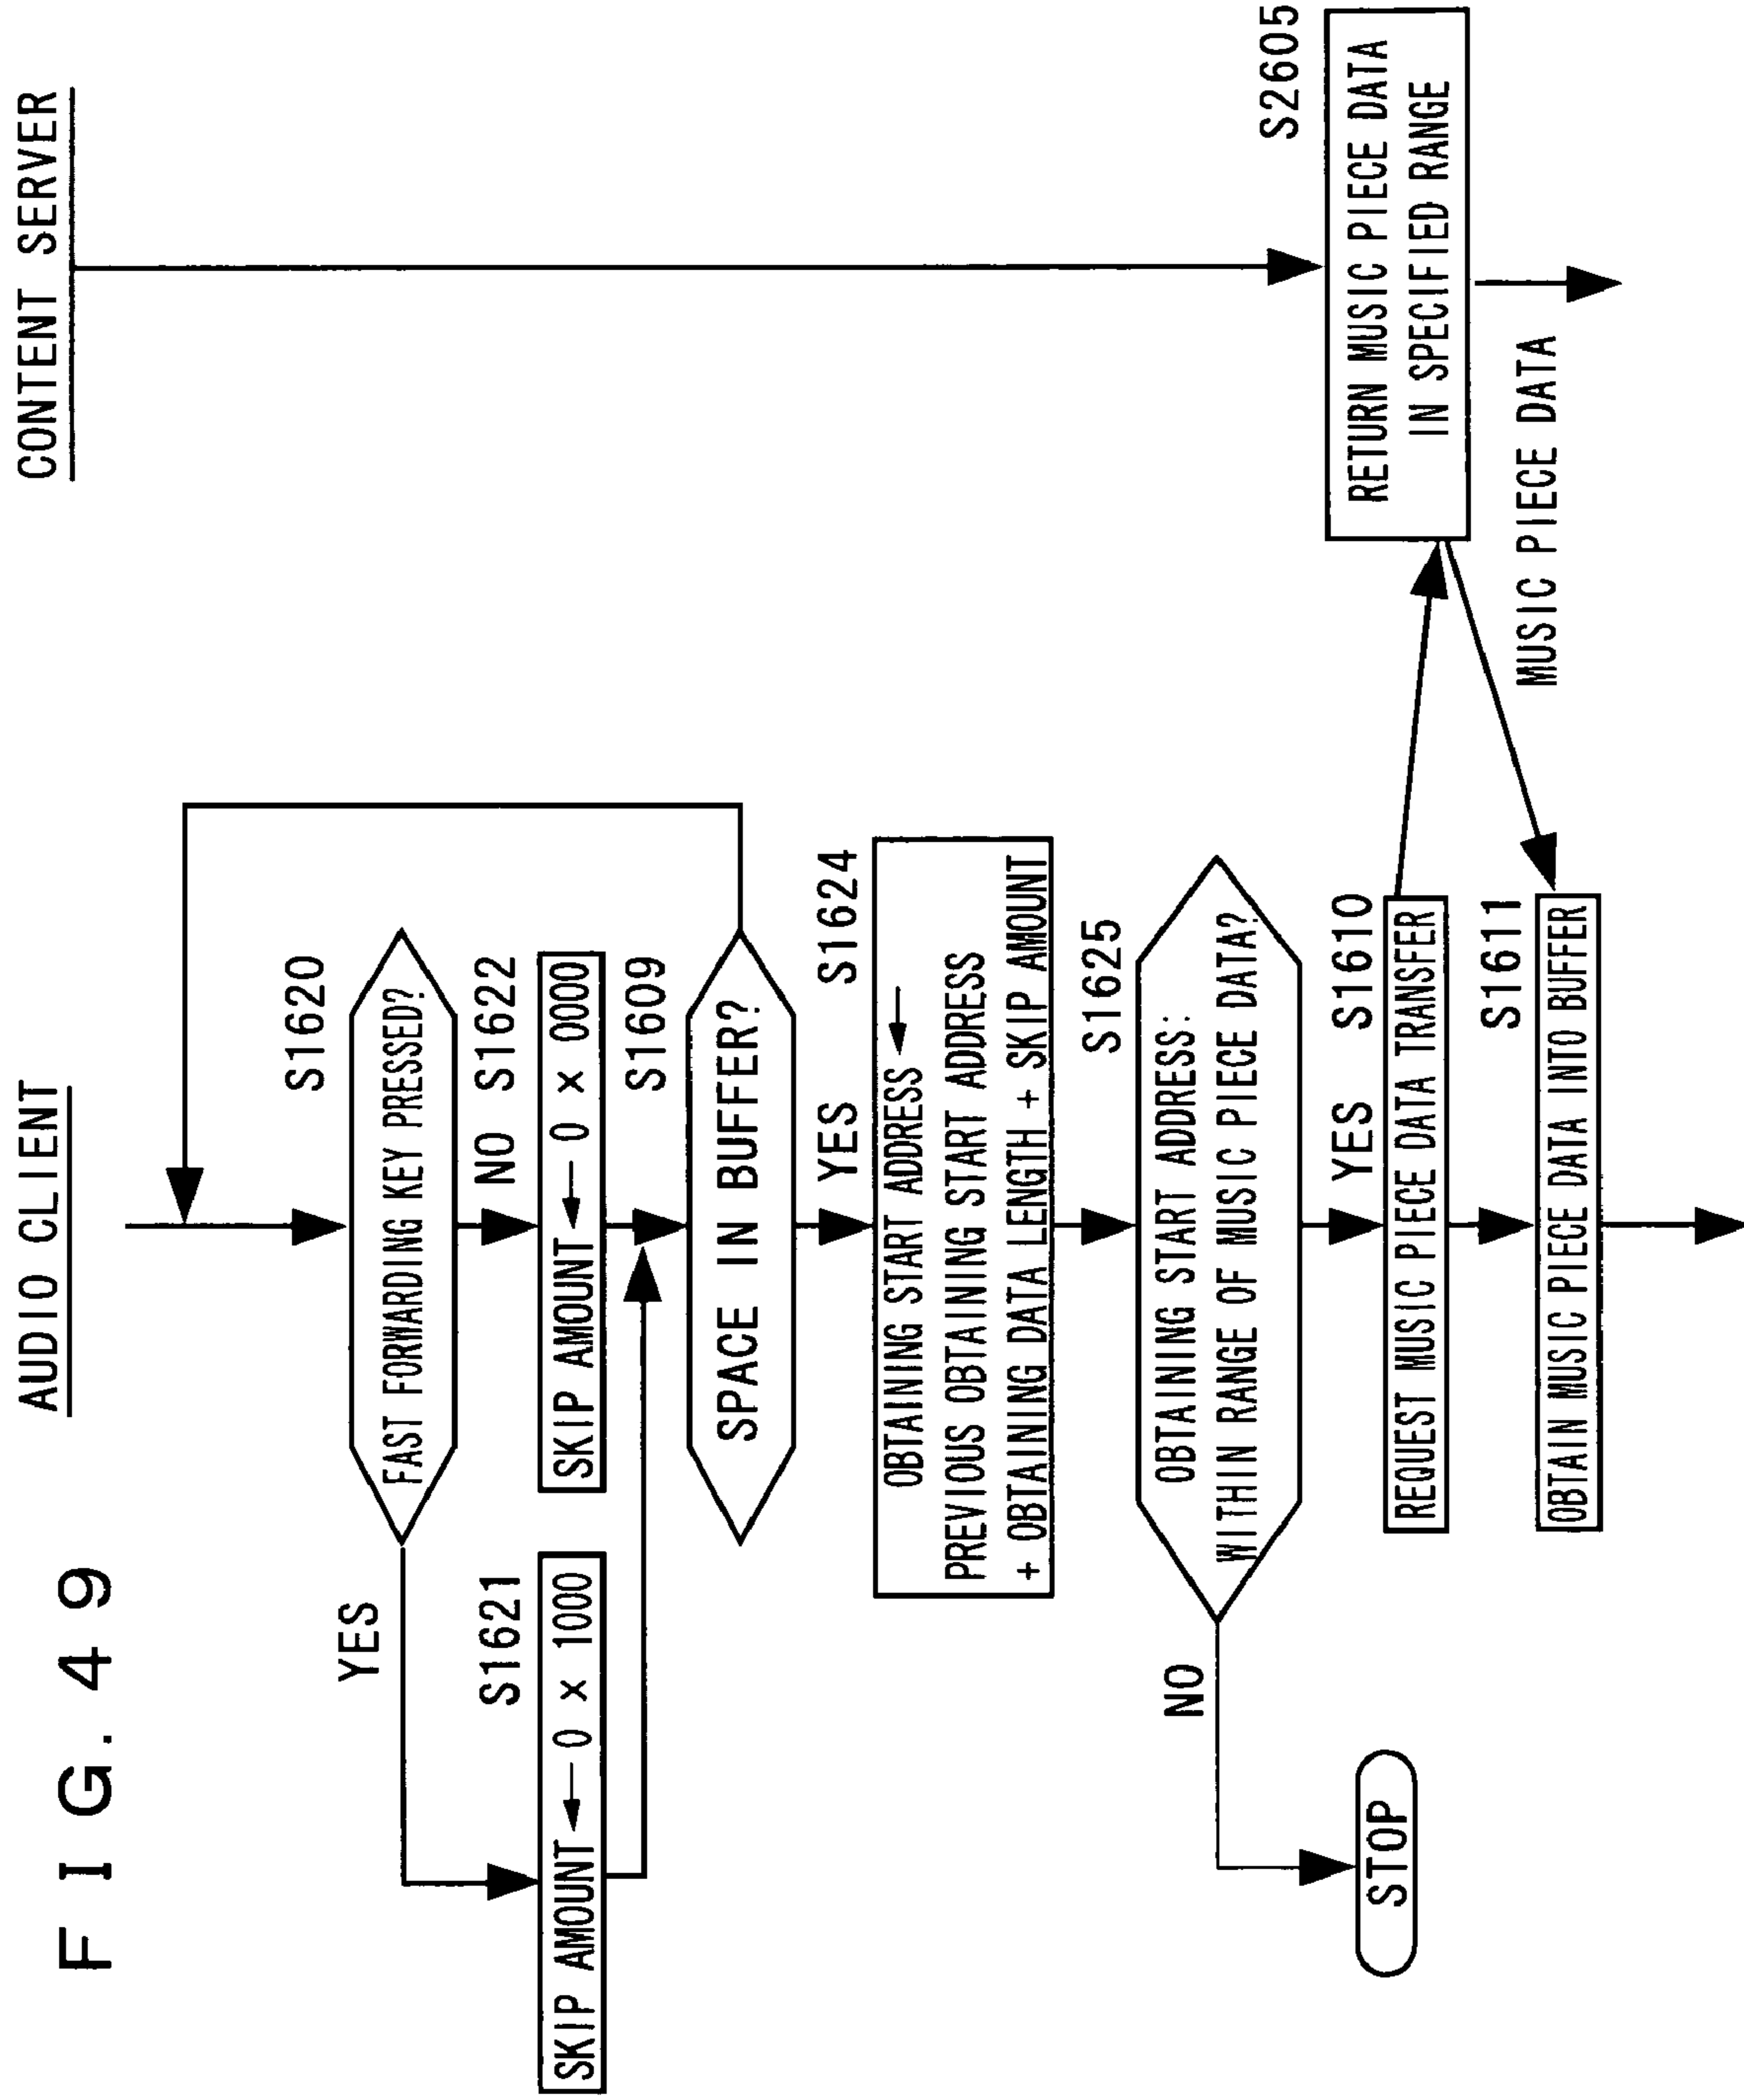 FIG. 49
AUDIO CLIENT
CONTENT SERVER
S1620
FAST FORWARDING KEY PRESSED?
YES
NO
S1621
SKIP AMOUNT ← 0 × 1000
S1622
SKIP AMOUNT ← 0 × 0000
S1609
SPACE IN BUFFER?
YES
S1624
OBTAINING START ADDRESS ←
PREVIOUS OBTAINING START ADDRESS
+ OBTAINING DATA LENGTH + SKIP AMOUNT
S1625
OBTAINING START ADDRESS:
WITHIN RANGE OF MUSIC PIECE DATA?
NO
STOP
YES
S1610
REQUEST MUSIC PIECE DATA TRANSFER
S2605
RETURN MUSIC PIECE DATA
IN SPECIFIED RANGE
MUSIC PIECE DATA
S1611
OBTAIN MUSIC PIECE DATA INTO BUFFER